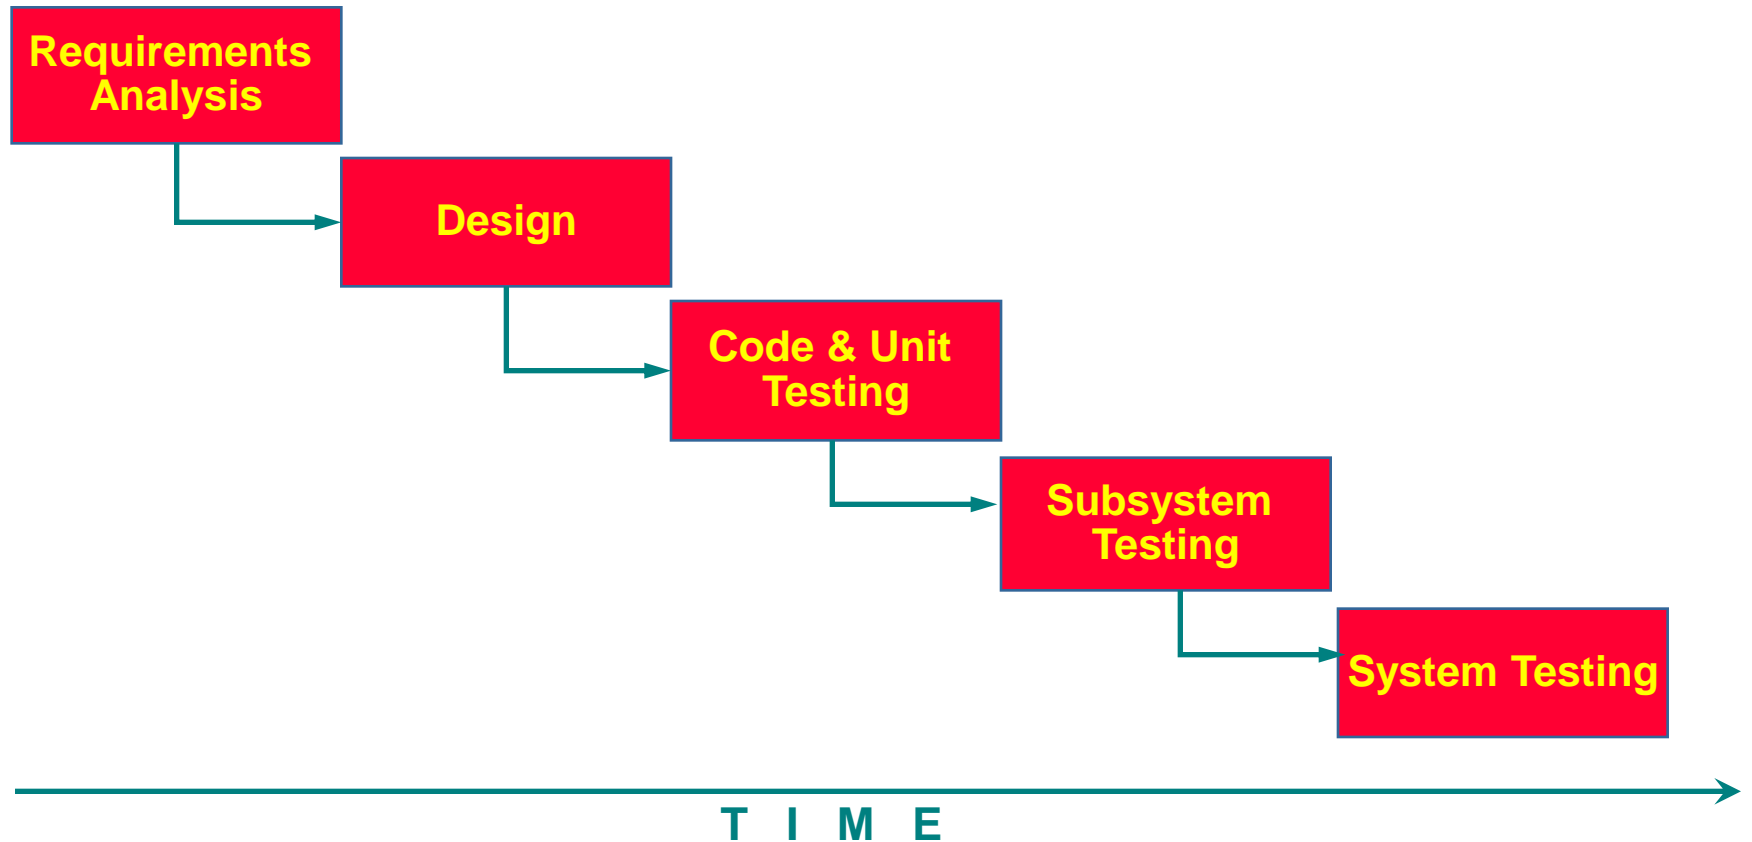 Requirements
Analysis
Design
Code & Unit
Testing
Subsystem
Testing
System Testing
T I M E